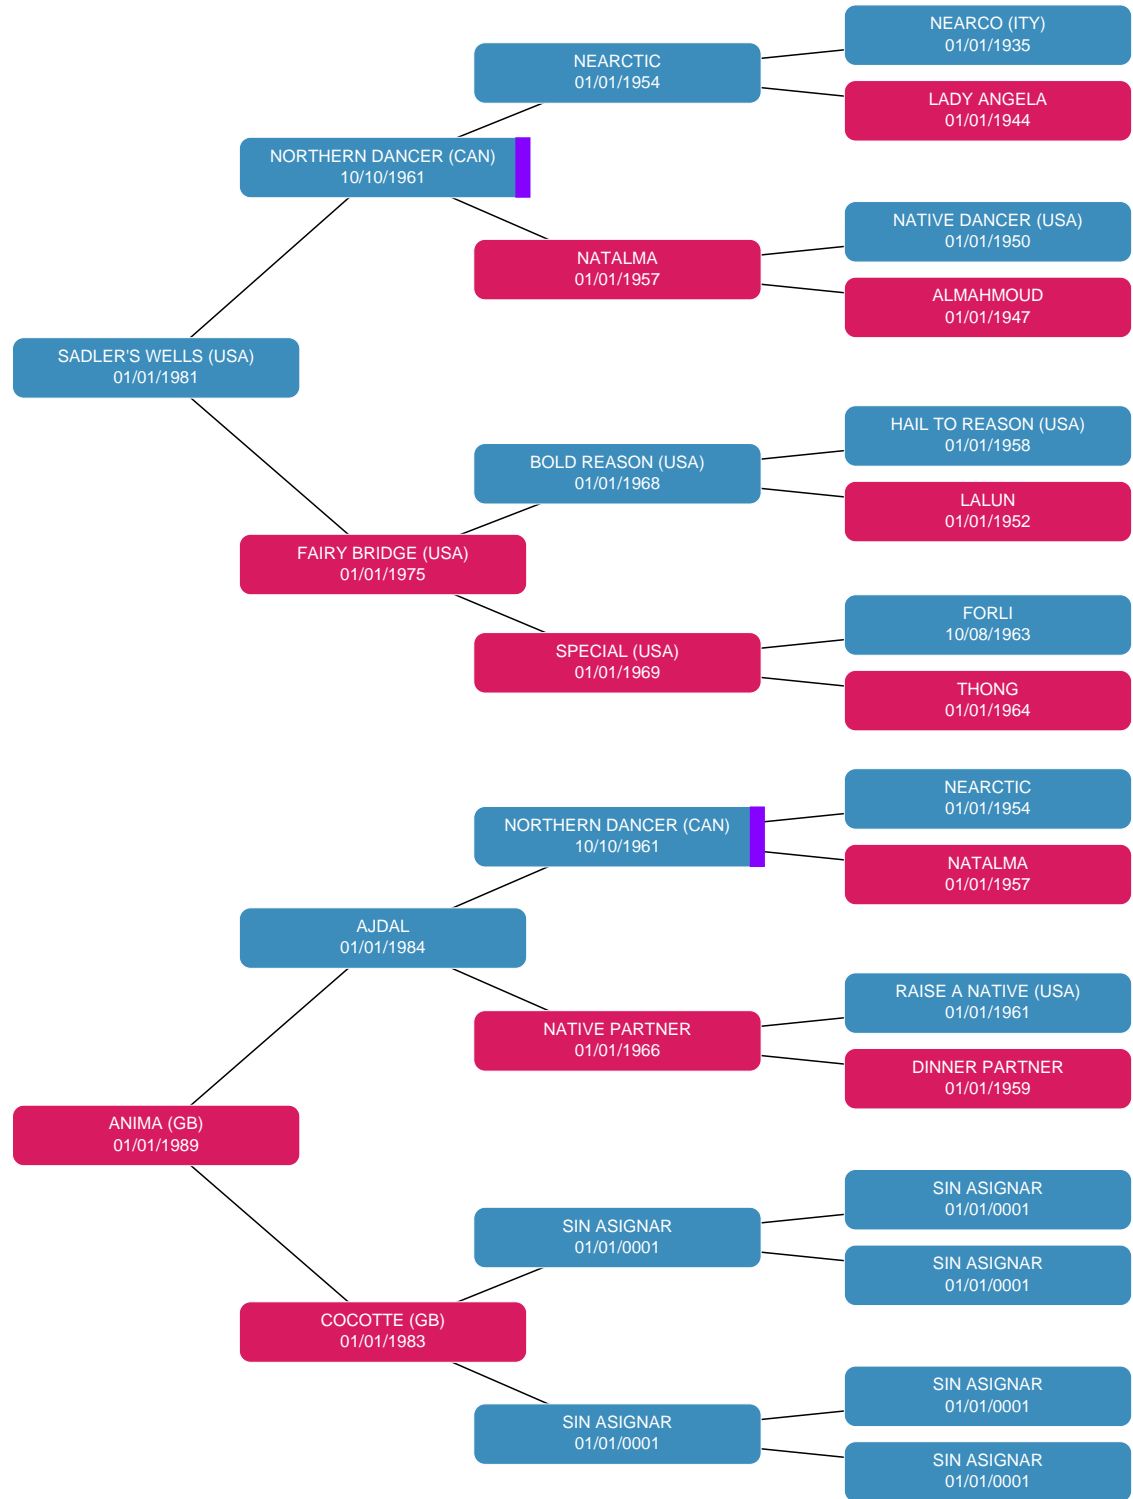 NEARCO (ITY)
01/01/1935
NEARCTIC
01/01/1954
LADY ANGELA
01/01/1944
NORTHERN DANCER (CAN)
10/10/1961
NATIVE DANCER (USA)
01/01/1950
NATALMA
01/01/1957
ALMAHMOUD
01/01/1947
SADLER'S WELLS (USA)
01/01/1981
HAIL TO REASON (USA)
01/01/1958
BOLD REASON (USA)
01/01/1968
LALUN
01/01/1952
FAIRY BRIDGE (USA)
01/01/1975
FORLI
10/08/1963
SPECIAL (USA)
01/01/1969
THONG
01/01/1964
NEARCTIC
01/01/1954
NORTHERN DANCER (CAN)
10/10/1961
NATALMA
01/01/1957
AJDAL
01/01/1984
RAISE A NATIVE (USA)
01/01/1961
NATIVE PARTNER
01/01/1966
DINNER PARTNER
01/01/1959
ANIMA (GB)
01/01/1989
SIN ASIGNAR
01/01/0001
SIN ASIGNAR
01/01/0001
SIN ASIGNAR
01/01/0001
COCOTTE (GB)
01/01/1983
SIN ASIGNAR
01/01/0001
SIN ASIGNAR
01/01/0001
SIN ASIGNAR
01/01/0001